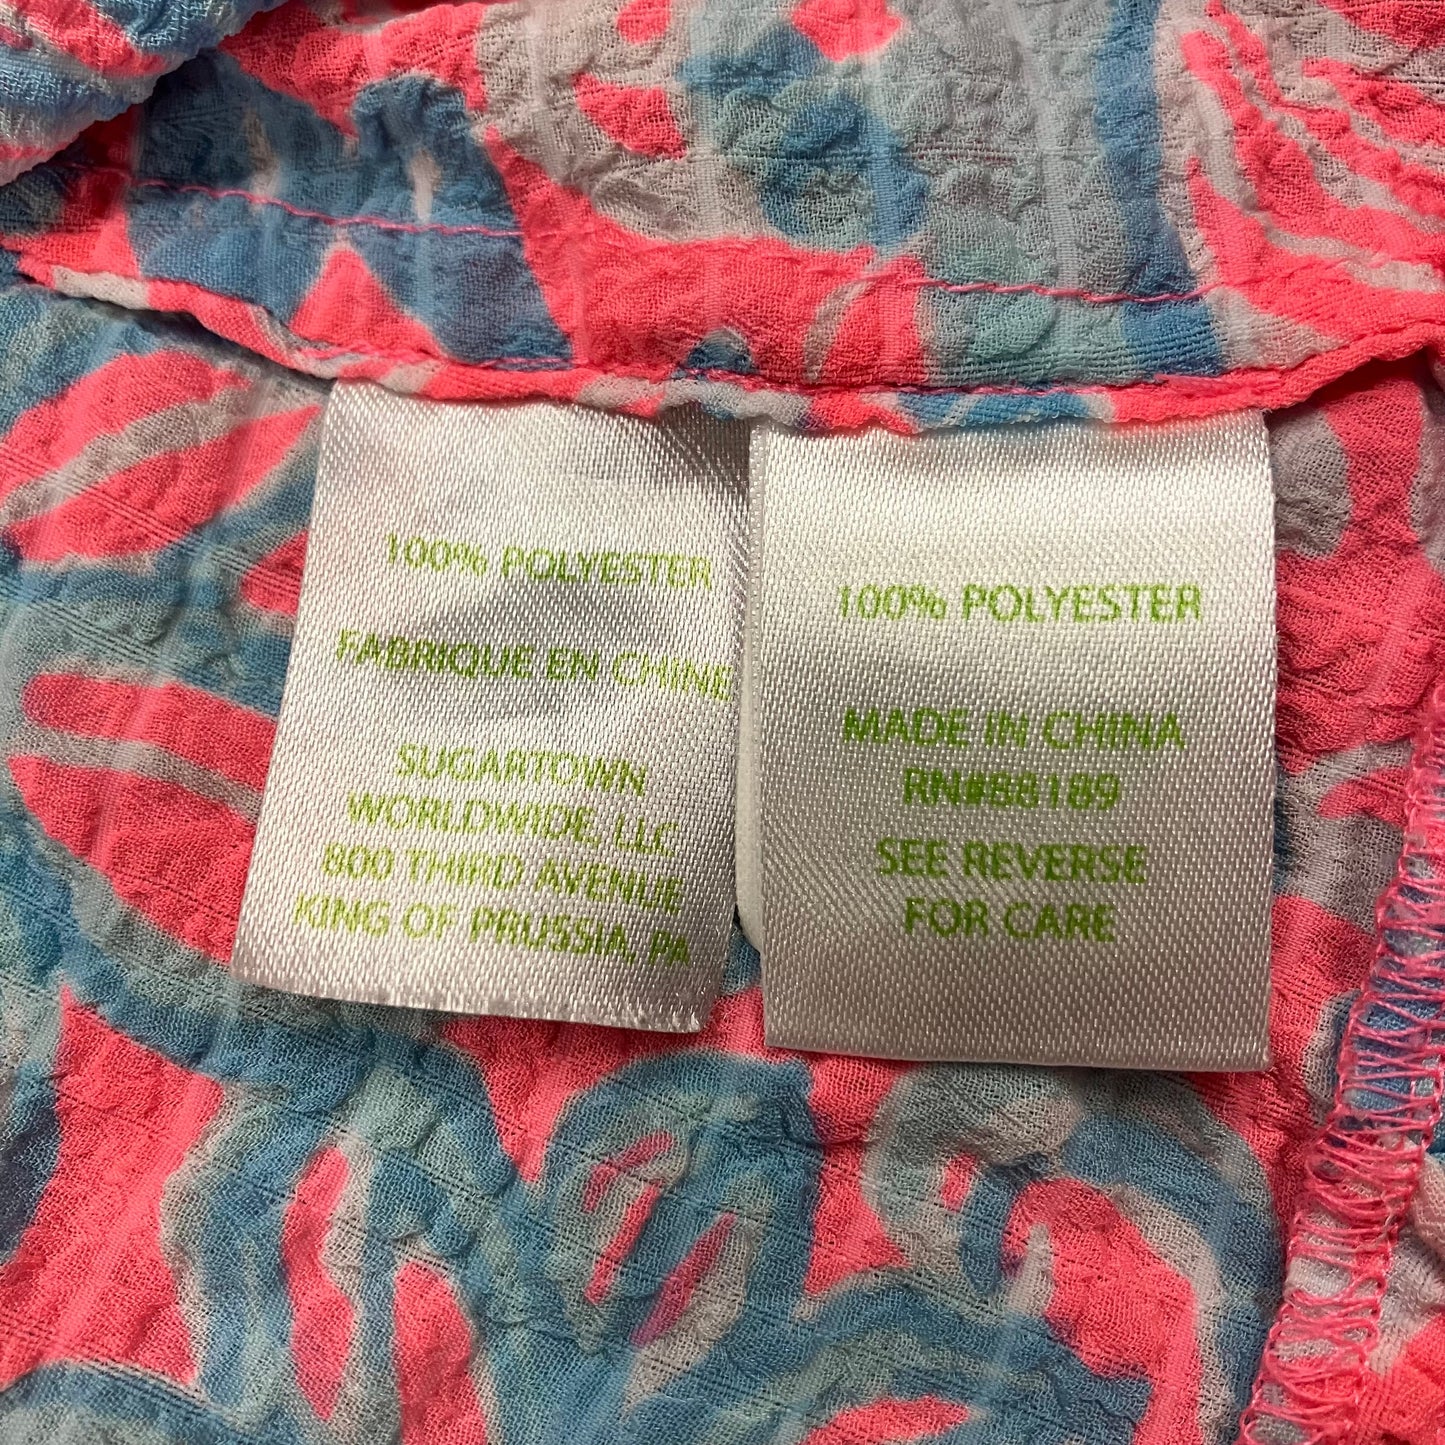 100% POLYESTER
FABRIQUE EN CHINE
SUGARTOWN
WORLDWIDE, LLC
800 THIRD AVENUE
KING OF PRUSSIA, PA
100% POLYESTER
MADE IN CHINA
RN#88189
SEE REVERSE
FOR CARE